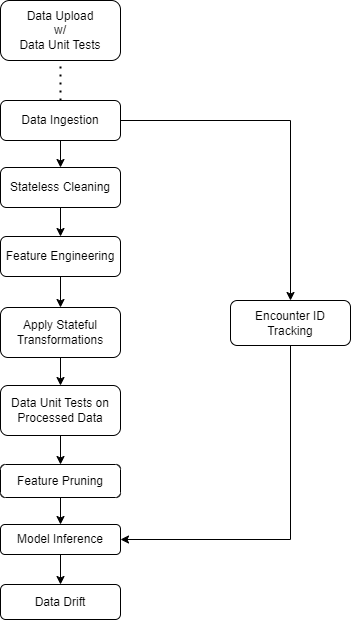 Data Upload
w/
Data Unit Tests
Data Ingestion
Stateless Cleaning
Feature Engineering
Encounter ID
Tracking
Apply Stateful
Transformations
Data Unit Tests on
Processed Data
Feature Pruning
Model Inference
Data Drift